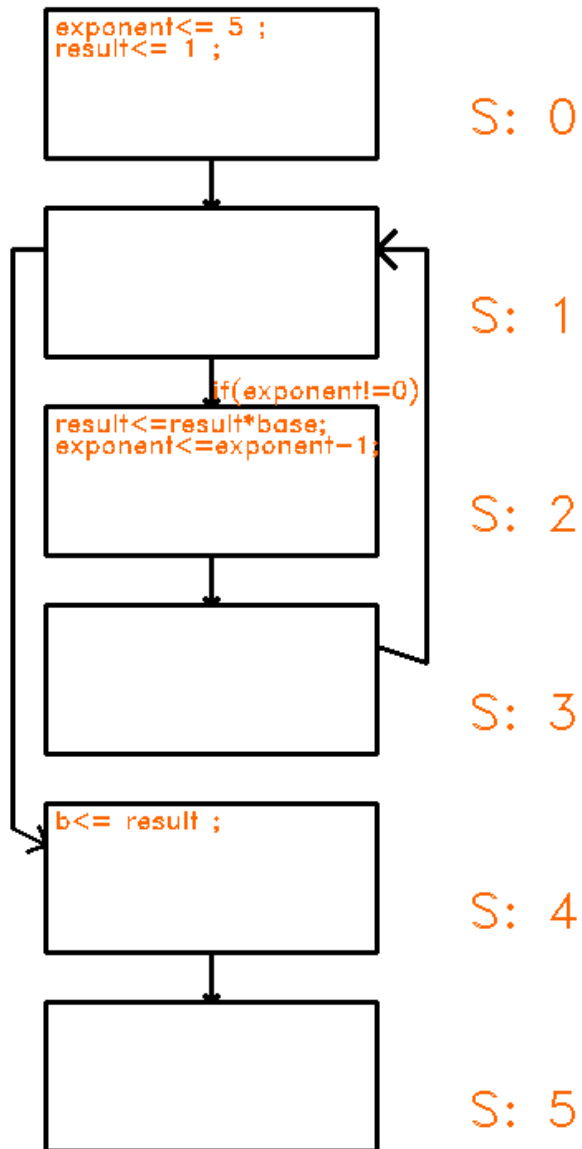 exponent<= 5 ;
result<= 1 ;
S: 0
S: 1
if(exponent!=0)
result<=result*base;
exponent<=exponent-1;
S: 2
S: 3
b<= result ;
S: 4
S: 5